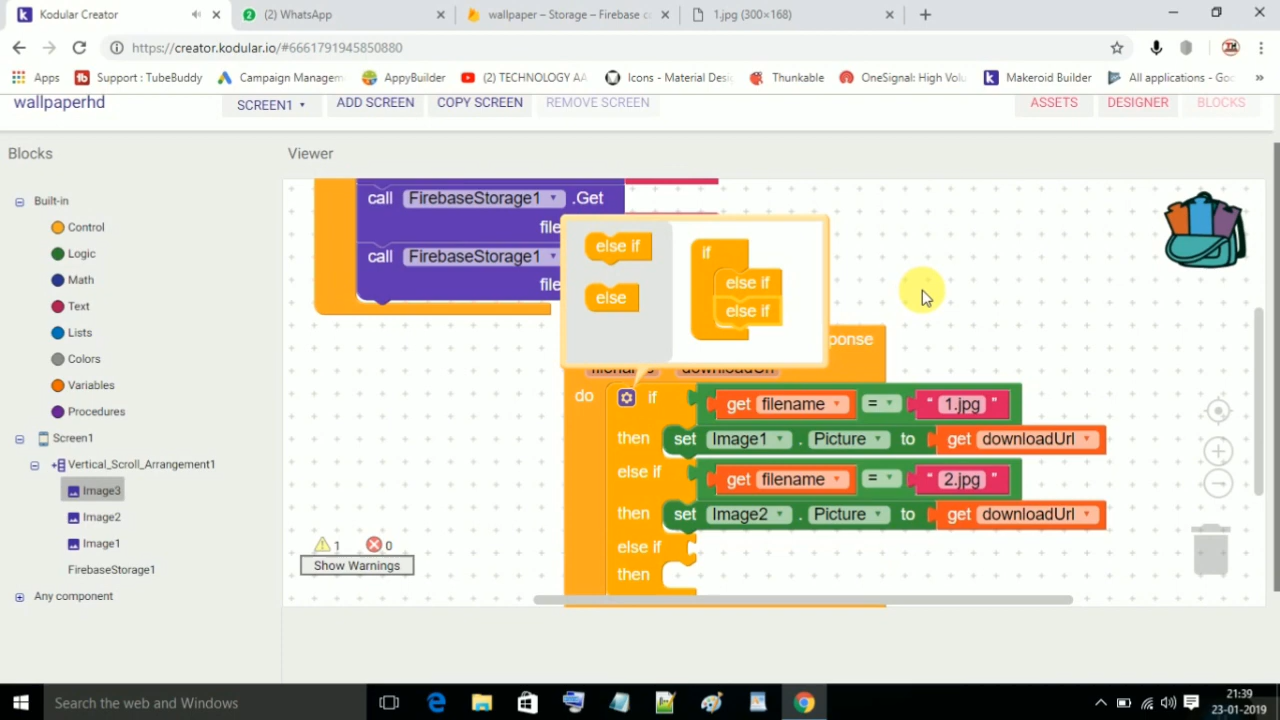 Kodular Creator
(2) WhatsApp
wallpaper – Storage – Firebase c
1.jpg (300×168)
https://creator.kodular.io/#6661791945850880
Apps
Support : TubeBuddy
Campaign Managem
AppyBuilder
(2) TECHNOLOGY AA
Icons - Material Desi
Thunkable
OneSignal: High Volu
Makeroid Builder
All applications - Goo
wallpaperhd
SCREEN1
ADD SCREEN
COPY SCREEN
REMOVE SCREEN
ASSETS
DESIGNER
BLOCKS
Blocks
Viewer
Built-in
Control
Logic
Math
Text
Lists
Colors
Variables
Procedures
Screen1
Vertical_Scroll_Arrangement1
Image3
Image2
Image1
FirebaseStorage1
Any component
call FirebaseStorage1 .Get
file
call FirebaseStorage1
file
else if
else
if
else if
else if
ponse
filename downloadUrl
do if get filename = “ 1.jpg ”
then set Image1 . Picture to get downloadUrl
else if get filename = “ 2.jpg ”
then set Image2 . Picture to get downloadUrl
else if
then
1 0
Show Warnings
Search the web and Windows
21:39
23-01-2019